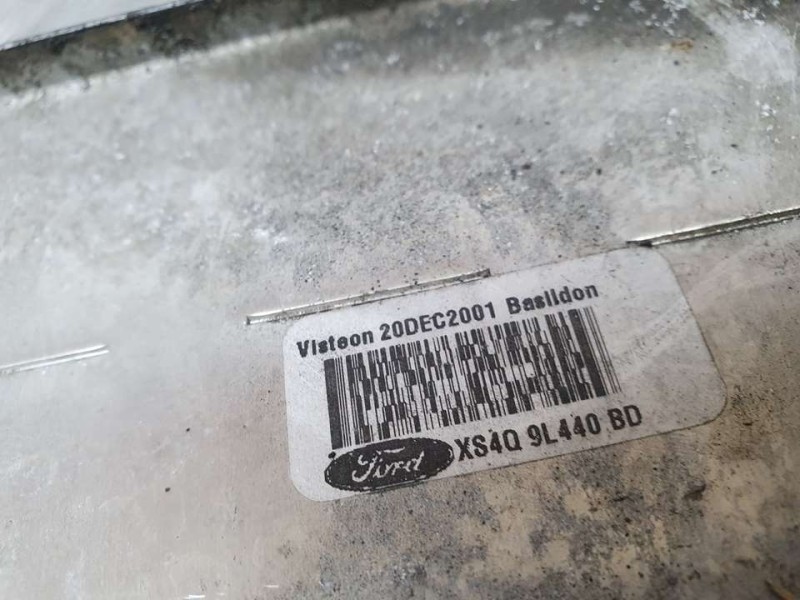 Visteon 20DEC2001 Basildon
Ford XS4Q 9L440 BD